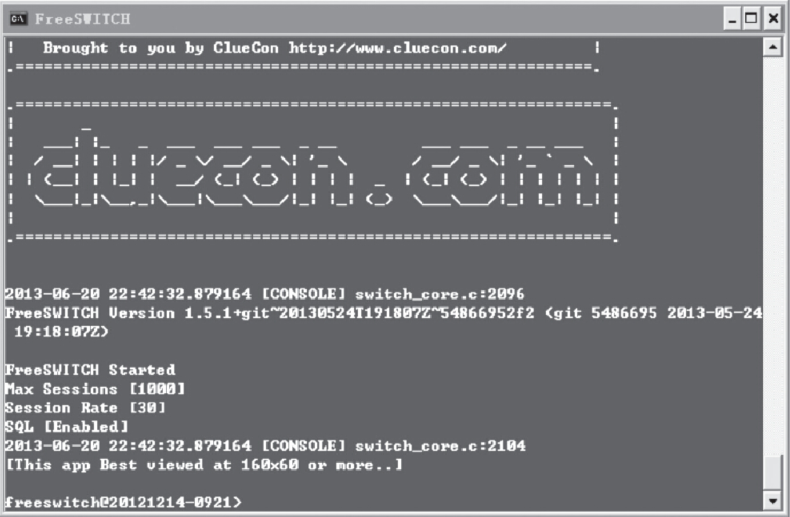 FreeSWITCH
| Brought to you by ClueCon http://www.cluecon.com/ |
cluecon.com
2013-06-20 22:42:32.879164 [CONSOLE] switch_core.c:2096
FreeSWITCH Version 1.5.1+git~20130524T191807Z~54866952f2 (git 5486695 2013-05-24
19:18:07Z)
FreeSWITCH Started
Max Sessions [1000]
Session Rate [30]
SQL [Enabled]
2013-06-20 22:42:32.879164 [CONSOLE] switch_core.c:2104
[This app Best viewed at 160x60 or more..]
freeswitch@20121214-0921>